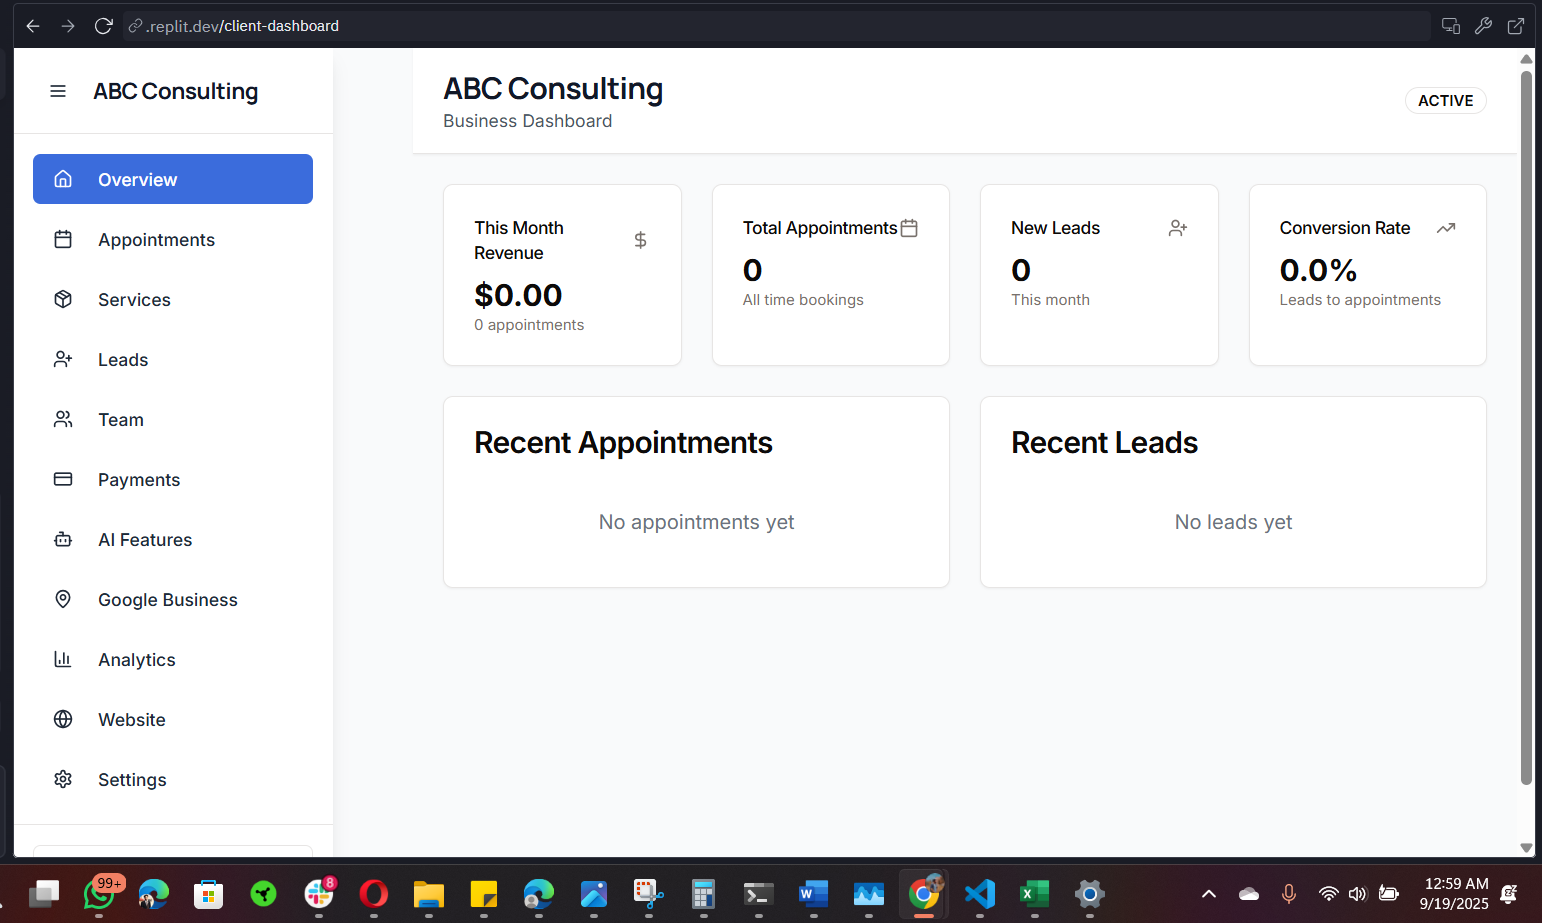 .replit.dev/client-dashboard
ABC Consulting
Overview
Appointments
Services
Leads
Team
Payments
AI Features
Google Business
Analytics
Website
Settings
ABC Consulting
Business Dashboard
ACTIVE
This Month
Revenue
$
$0.00
0 appointments
Total Appointments
0
All time bookings
New Leads
0
This month
Conversion Rate
0.0%
Leads to appointments
Recent Appointments
No appointments yet
Recent Leads
No leads yet
99+
8
W
X
12:59 AM
9/19/2025